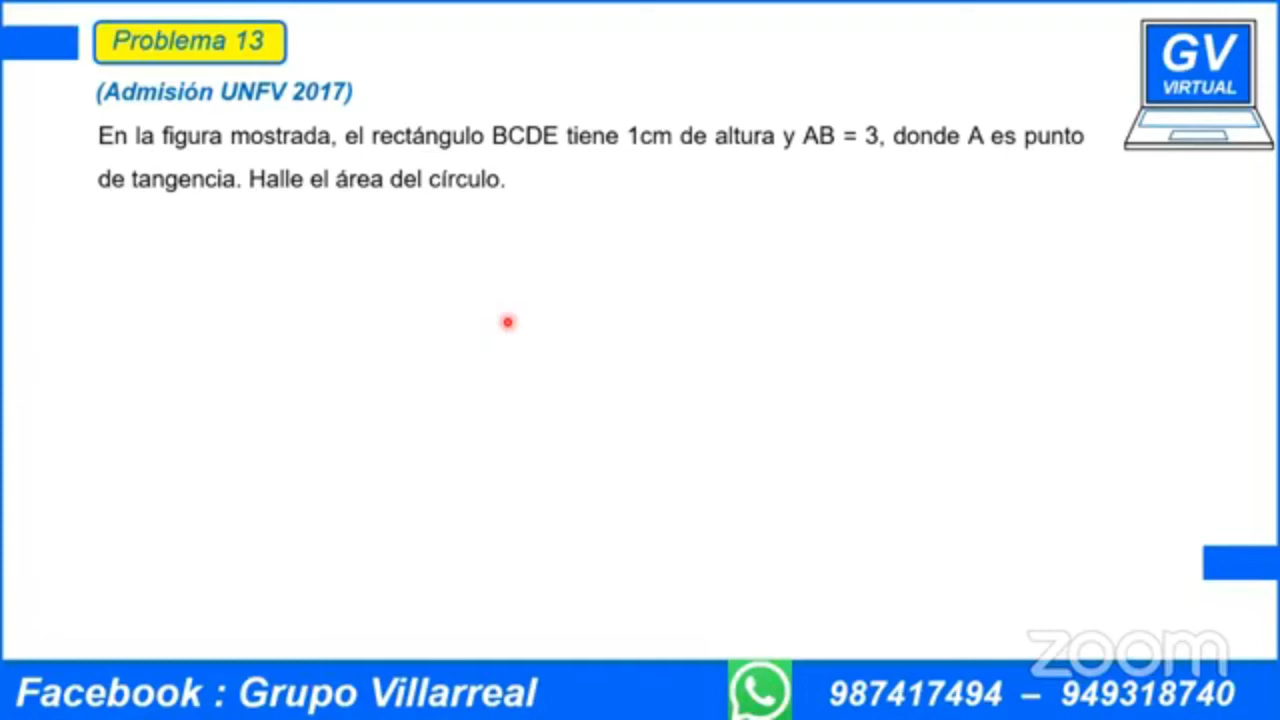 Problema 13
GV
VIRTUAL
(Admisión UNFV 2017)
En la figura mostrada, el rectángulo BCDE tiene 1cm de altura y AB = 3, donde A es punto
de tangencia. Halle el área del círculo.
zoom
Facebook : Grupo Villarreal
987417494 – 949318740